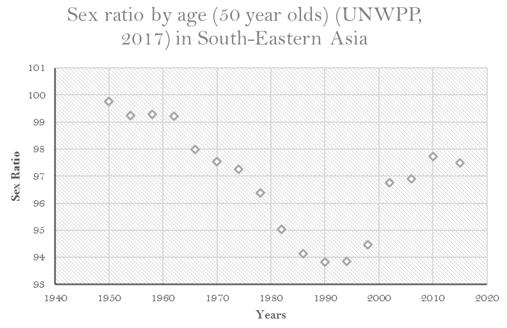 Sex ratio by age (50 year olds) (UNWPP,
2017) in South-Eastern Asia
101
100
99
98
97
96
95
94
93
Sex Ratio
1940 1950 1960 1970 1980 1990 2000 2010 2020
Years